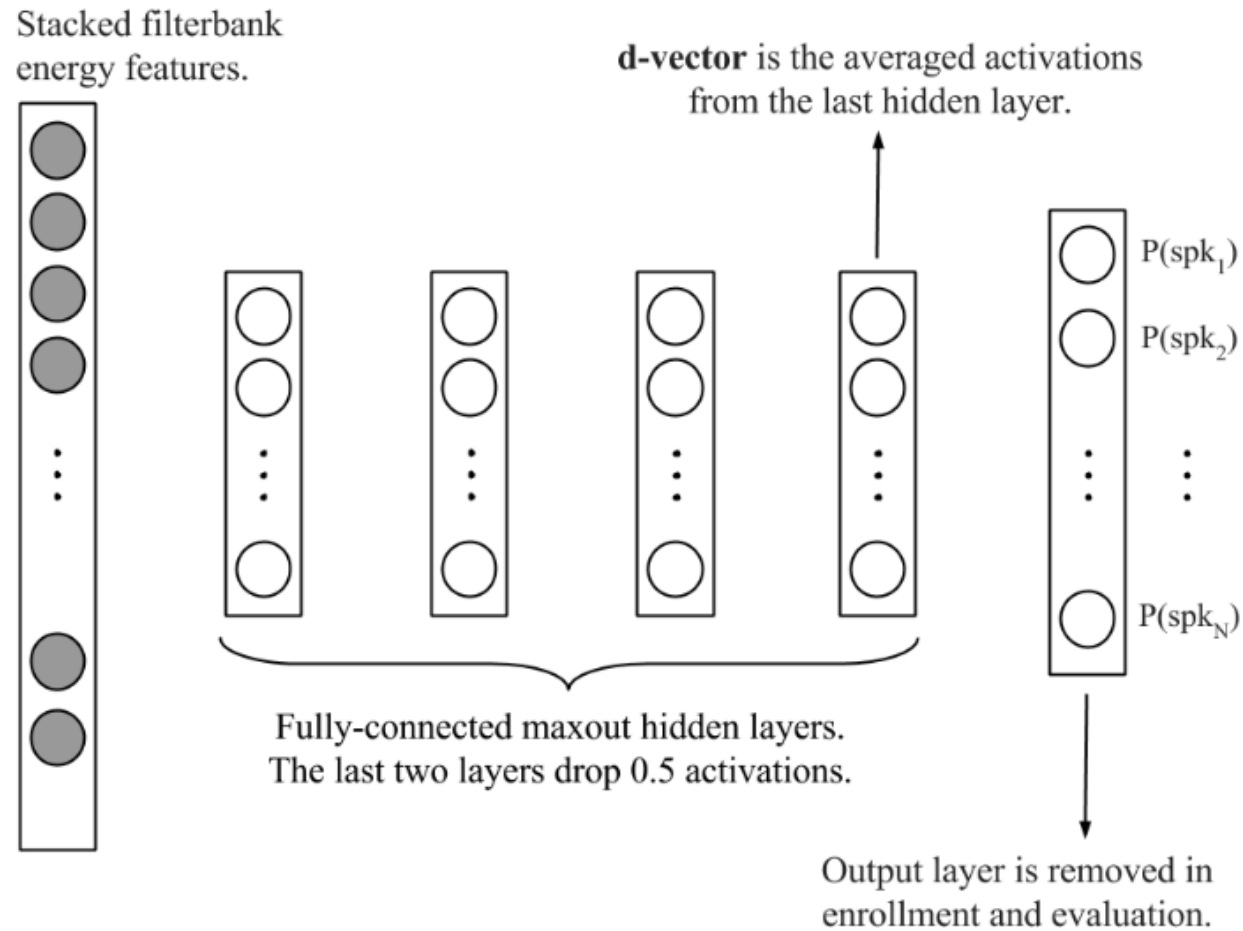 Stacked filterbank
energy features.
d-vector is the averaged activations
from the last hidden layer.
P(spk₁)
P(spk₂)
P(spk_N)
Fully-connected maxout hidden layers.
The last two layers drop 0.5 activations.
Output layer is removed in
enrollment and evaluation.